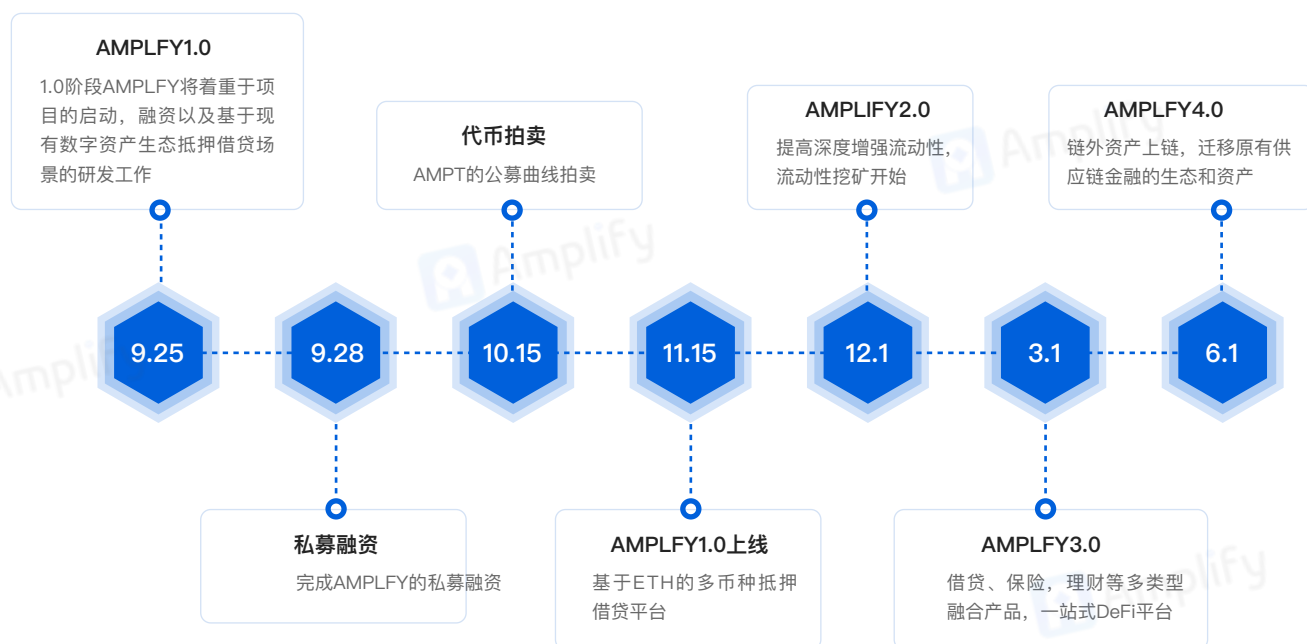 AMPLFY1.0
1.0阶段AMPLFY将着重于项
目的启动，融资以及基于现
有数字资产生态抵押借贷场
景的研发工作
代币拍卖
AMPT的公募曲线拍卖
AMPLIFY2.0
提高深度增强流动性，
流动性挖矿开始
AMPLFY4.0
链外资产上链，迁移原有供
应链金融的生态和资产
Amplify
Amplify
Amplify
9.25
9.28
10.15
11.15
12.1
3.1
6.1
私募融资
完成AMPLFY的私募融资
AMPLFY1.0上线
基于ETH的多币种抵押
借贷平台
AMPLFY3.0
借贷、保险，理财等多类型
融合产品，一站式DeFi平台
Amplify